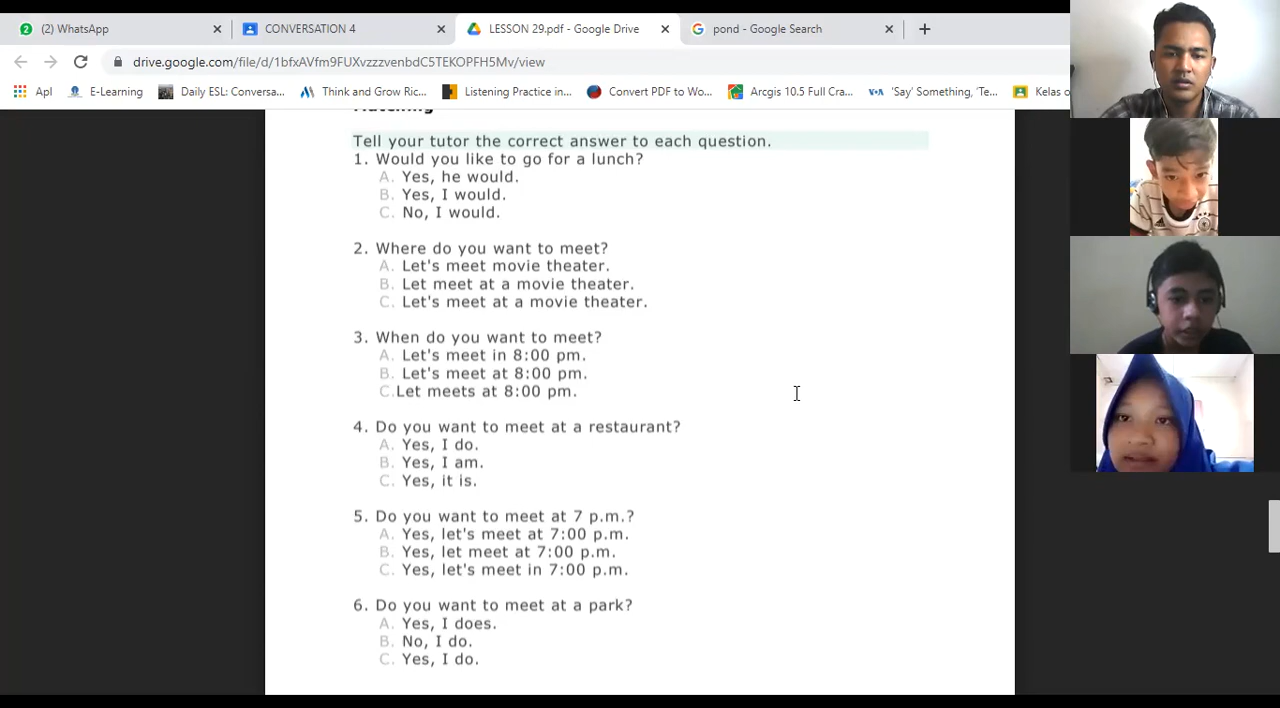 (2) WhatsApp
CONVERSATION 4
LESSON 29.pdf - Google Drive
pond - Google Search
drive.google.com/file/d/1bfxAVfm9FUXvzzzvenbdC5TEKOPFH5Mv/view
Apl
E-Learning
Daily ESL: Conversa...
Think and Grow Ric...
Listening Practice in...
Convert PDF to Wo...
Arcgis 10.5 Full Cra...
'Say' Something, 'Te...
Kelas o
Matching
Tell your tutor the correct answer to each question.
1. Would you like to go for a lunch?
A. Yes, he would.
B. Yes, I would.
C. No, I would.
2. Where do you want to meet?
A. Let's meet movie theater.
B. Let meet at a movie theater.
C. Let's meet at a movie theater.
3. When do you want to meet?
A. Let's meet in 8:00 pm.
B. Let's meet at 8:00 pm.
C.Let meets at 8:00 pm.
4. Do you want to meet at a restaurant?
A. Yes, I do.
B. Yes, I am.
C. Yes, it is.
5. Do you want to meet at 7 p.m.?
A. Yes, let's meet at 7:00 p.m.
B. Yes, let meet at 7:00 p.m.
C. Yes, let's meet in 7:00 p.m.
6. Do you want to meet at a park?
A. Yes, I does.
B. No, I do.
C. Yes, I do.